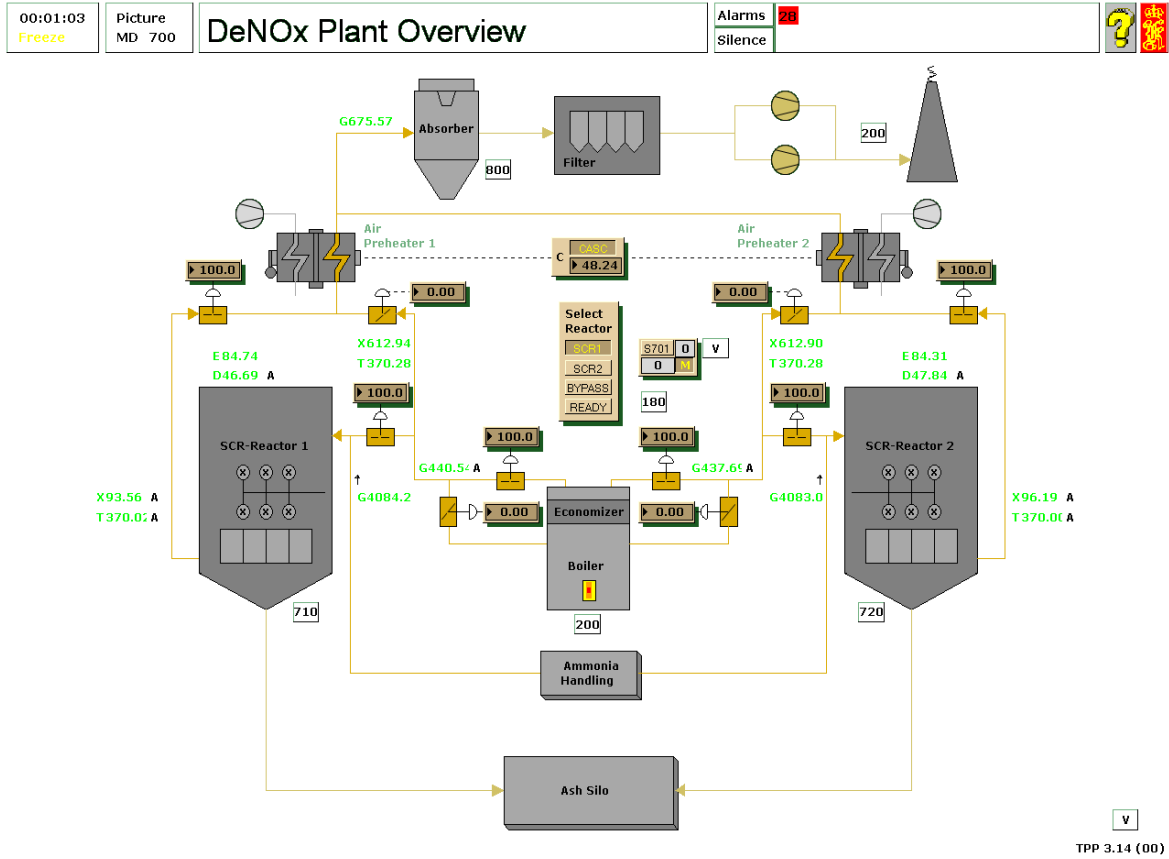 00:01:03
Freeze
Picture
MD 700
DeNOx Plant Overview
Alarms
28
Silence
?
G675.57
Absorber
800
Filter
200
Air
Preheater 1
Air
Preheater 2
C
CASC
48.24
100.0
0.00
0.00
100.0
Select
Reactor
SCR1
SCR2
BYPASS
READY
S701
0
0
M
V
180
X612.94
T370.28
X612.90
T370.28
E84.74
D46.69 A
E84.31
D47.84 A
100.0
100.0
SCR-Reactor 1
SCR-Reactor 2
100.0
100.0
G440.54 A
G437.69 A
G4084.2
G4083.0
X93.56 A
T370.02 A
X96.19 A
T370.00 A
0.00
Economizer
0.00
Boiler
200
710
720
Ammonia
Handling
Ash Silo
V
TPP 3.14 (00)